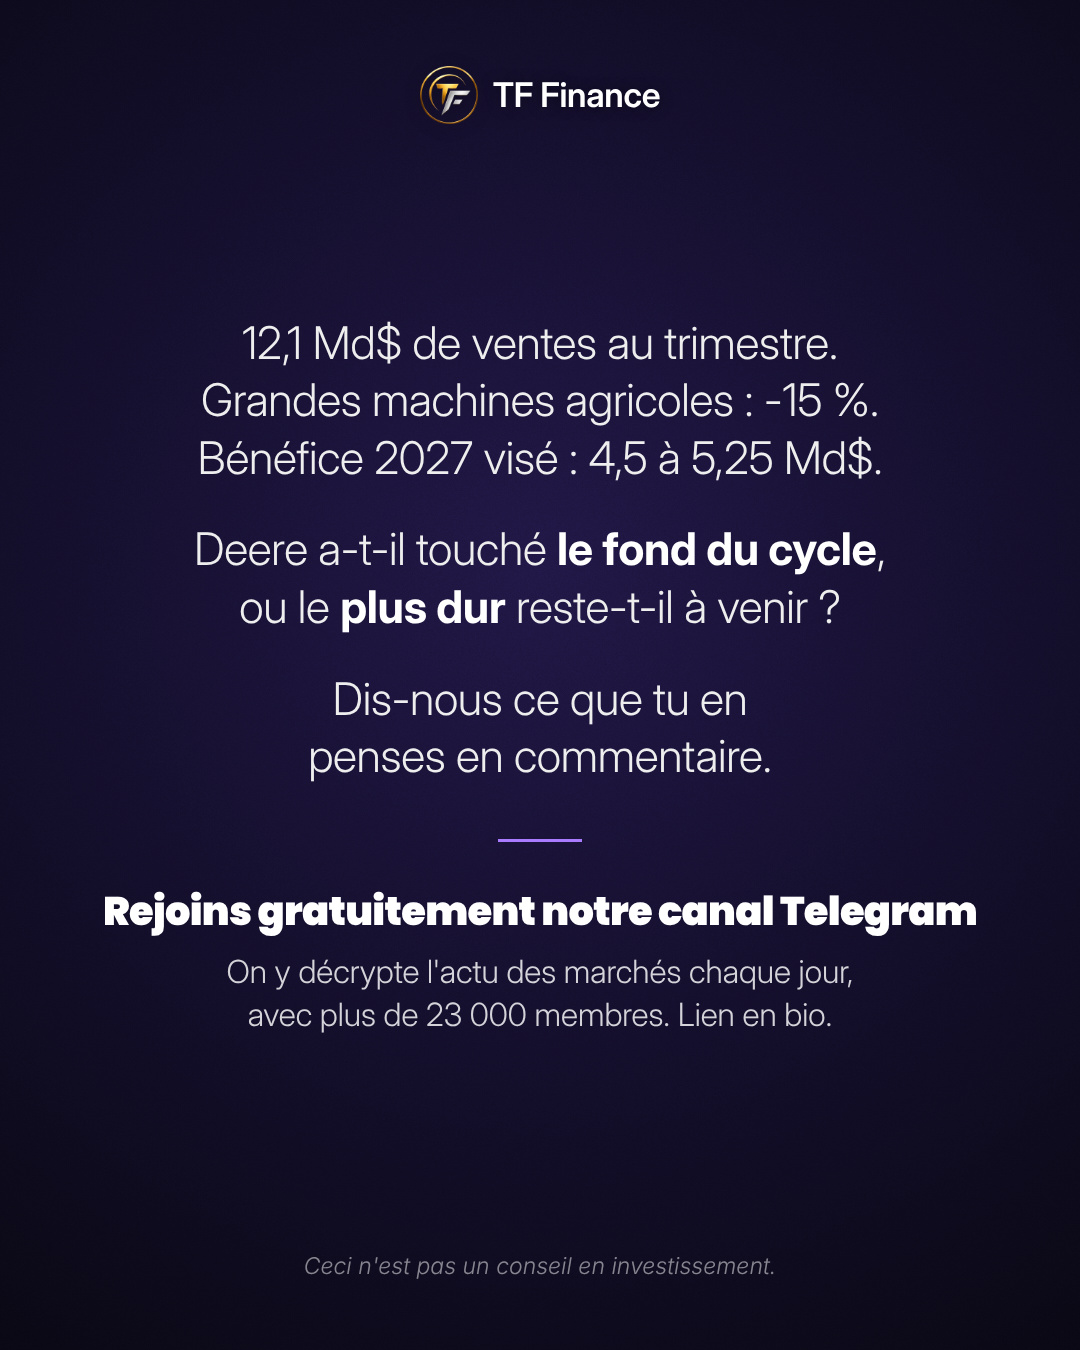 TF Finance
12,1 Md$ de ventes au trimestre.
Grandes machines agricoles : -15 %.
Bénéfice 2027 visé : 4,5 à 5,25 Md$.
Deere a-t-il touché le fond du cycle,
ou le plus dur reste-t-il à venir ?
Dis-nous ce que tu en
penses en commentaire.
Rejoins gratuitement notre canal Telegram
On y décrypte l'actu des marchés chaque jour,
avec plus de 23 000 membres. Lien en bio.
Ceci n'est pas un conseil en investissement.